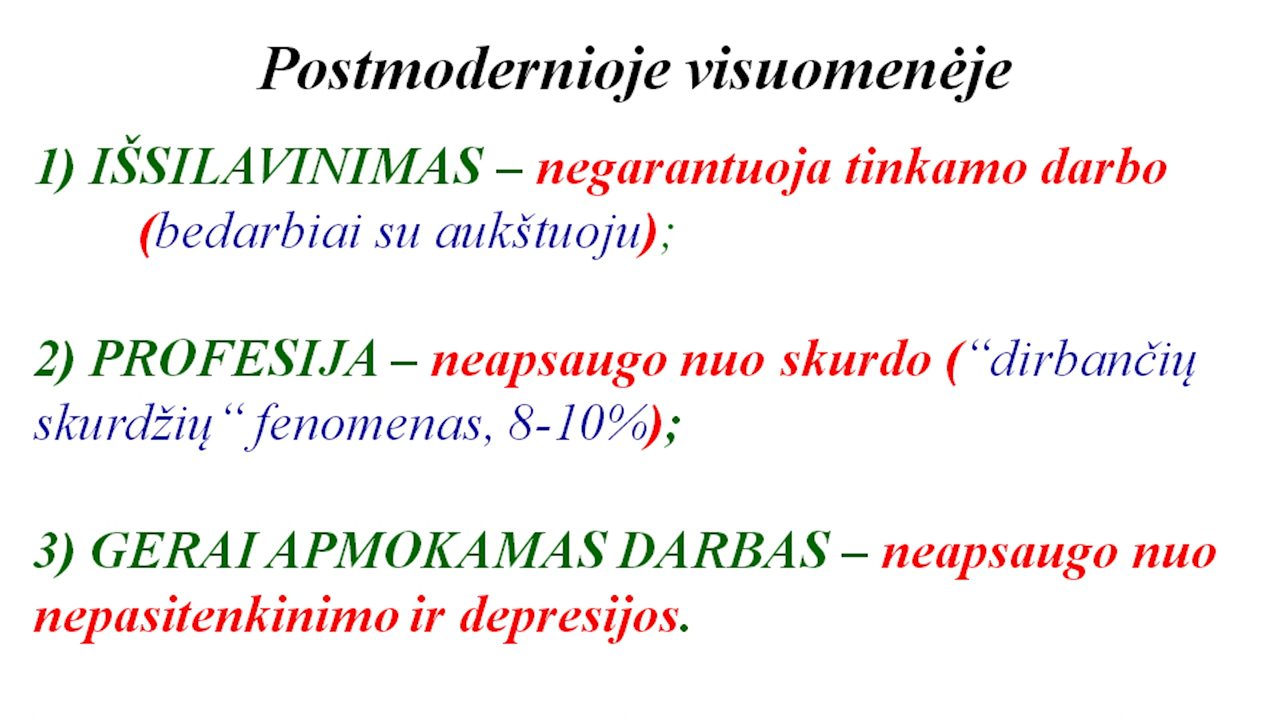 Postmodernioje visuomenėje
1) IŠSILAVINIMAS – negarantuoja tinkamo darbo
(bedarbiai su aukštuoju);
2) PROFESIJA – neapsaugo nuo skurdo (“dirbančių
skurdžių“ fenomenas, 8-10%);
3) GERAI APMOKAMAS DARBAS – neapsaugo nuo
nepasitenkinimo ir depresijos.